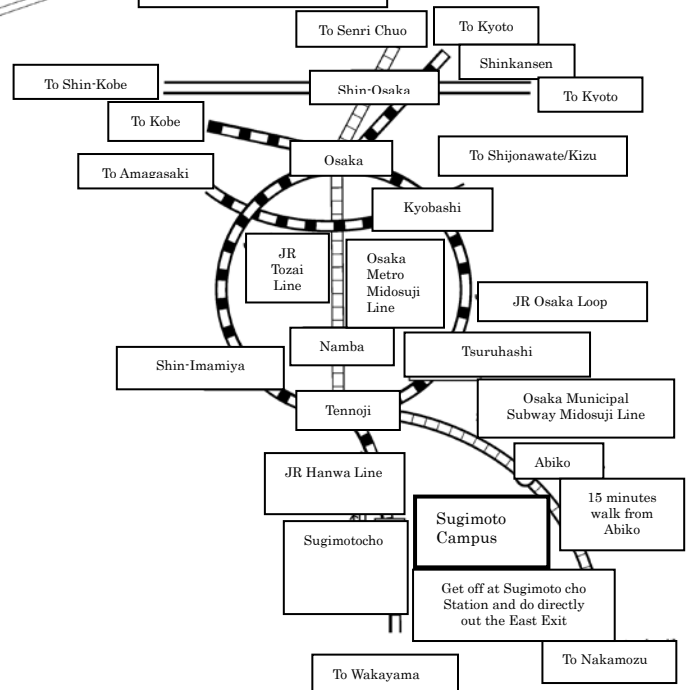 To Senri Chuo
To Kyoto
Shinkansen
To Shin-Kobe
Shin-Osaka
To Kyoto
To Kobe
Osaka
To Shijonawate/Kizu
To Amagasaki
Kyobashi
JR
Tozai
Line
Osaka
Metro
Midosuji
Line
JR Osaka Loop
Namba
Tsuruhashi
Shin-Imamiya
Tennoji
Osaka Municipal
Subway Midosuji Line
Abiko
JR Hanwa Line
15 minutes
walk from
Abiko
Sugimoto
Campus
Sugimotocho
Get off at Sugimoto cho
Station and do directly
out the East Exit
To Nakamozu
To Wakayama